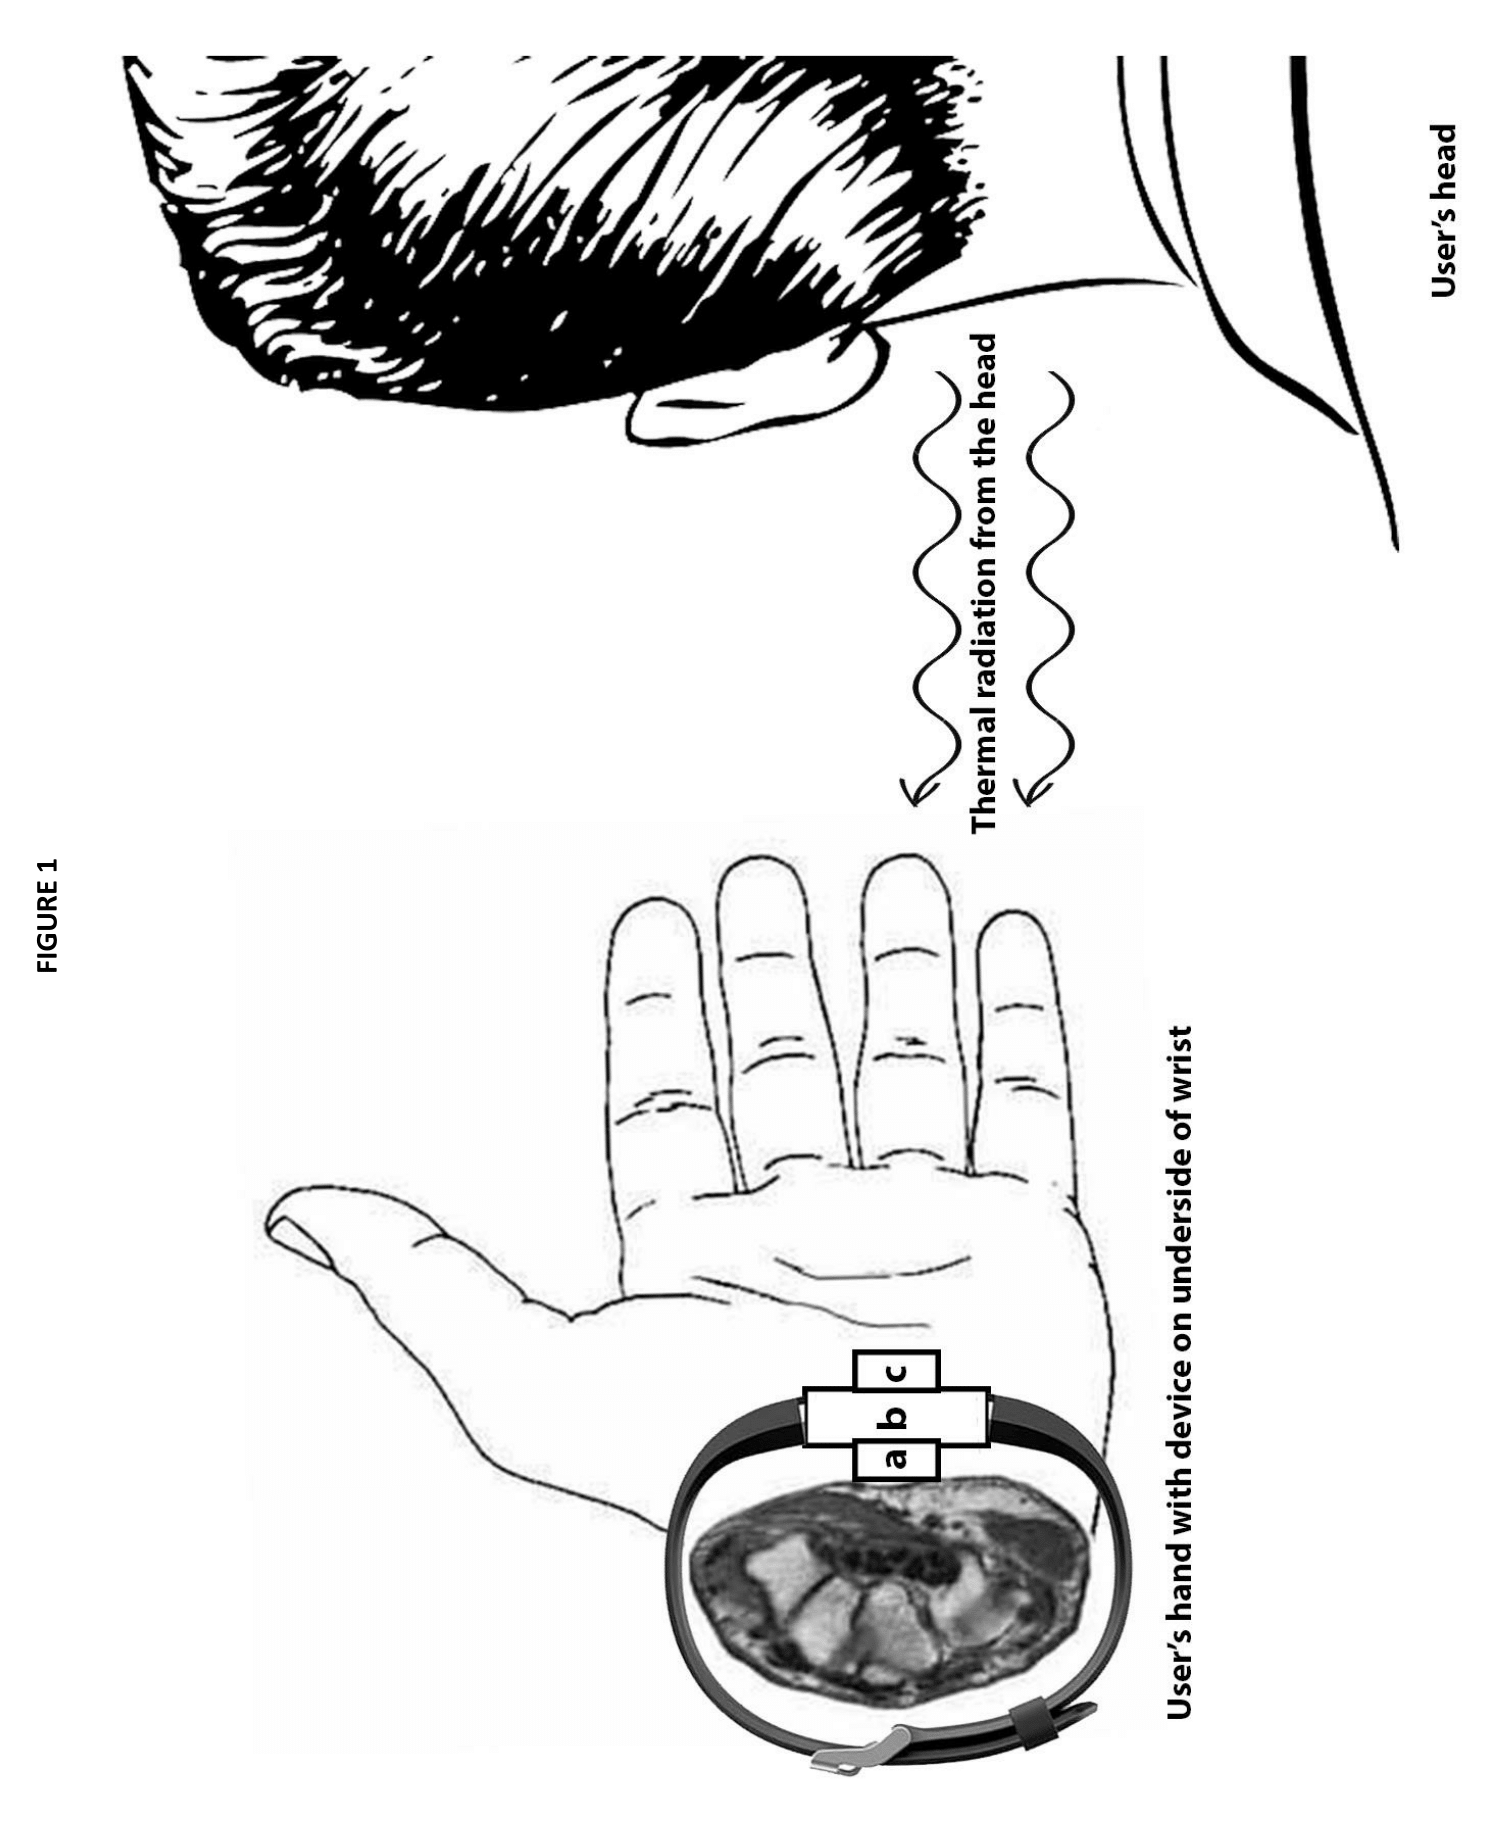 FIGURE 1
User’s head
Thermal radiation from the head
c
b
a
User’s hand with device on underside of wrist